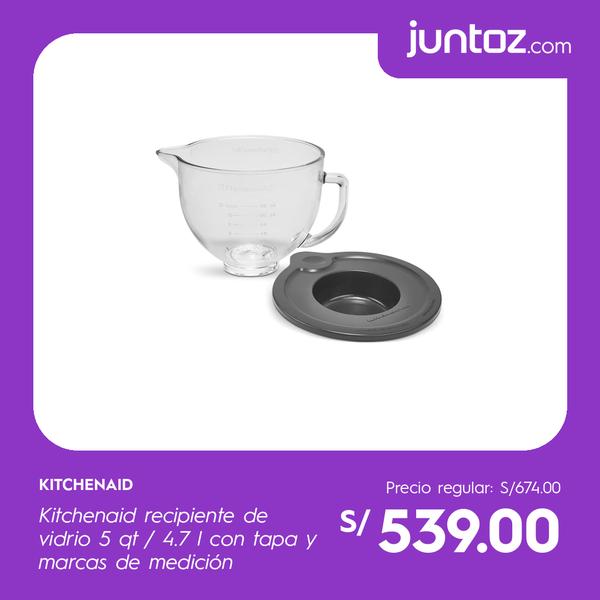 juntoz.com
KITCHENAID
Kitchenaid recipiente de
vidrio 5 qt / 4.7 l con tapa y
marcas de medición
Precio regular: S/674.00
S/ 539.00